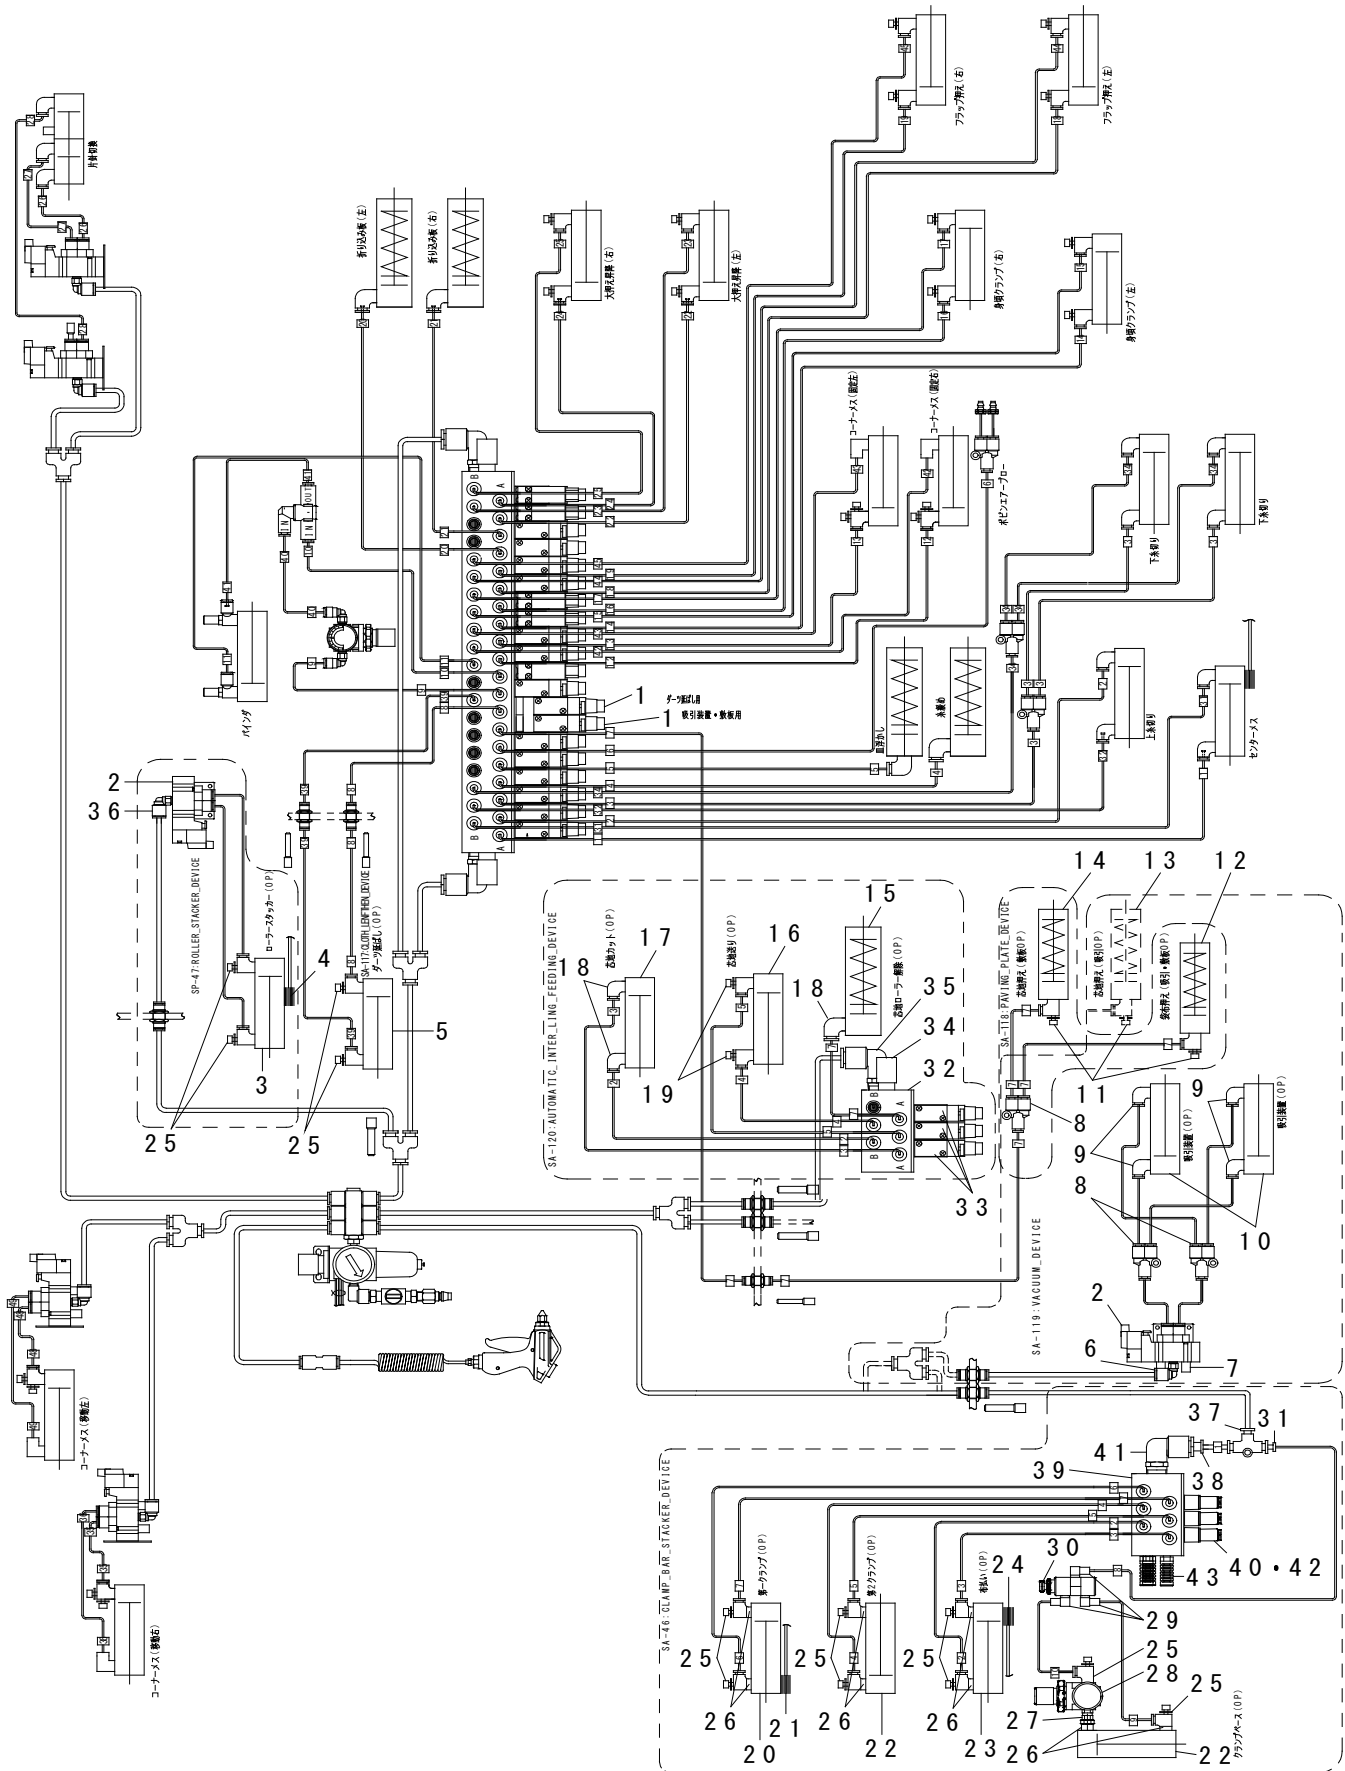 フラップ押え(右)
フラップ押え(左)
片針切換
折り込み板(左)
折り込み板(右)
大押え昇降(右)
大押え昇降(左)
身頃クランプ(右)
身頃クランプ(左)
コーナーメス(固定左)
コーナーメス(固定右)
ボビンエアーブロー
下糸切り
下糸切り
上糸切り
センターメス
皿浮かし
バインダ
IN
IN
OUT
B
A
B
A
1
ダーツ延ばし用
1
吸引装置・敷板用
2
36
SP-47:ROLLER_STACKER_DEVICE
ローラースタッカー(OP)
4
3
25
SA-117:CLOTH_LENFTHEN_DEVICE
ダーツ延ばし(OP)
5
25
SA-120:AUTOMATIC_INTER_LING_FEEDING_DEVICE
芯地カット(OP)
17
18
芯地送り(OP)
16
19
15
18
芯地ローラー解除(OP)
35
34
32
33
B
A
B
A
SA-118:PAVING_PLATE_DEVICE
14
13
12
芯地押え(敷板OP)
芯地押え(吸引OP)
袋布押え(吸引・敷板OP)
11
8
SA-119:VACUUM_DEVICE
9
9
吸引装置(OP)
吸引装置(OP)
8
10
2
6
7
コーナーメス(移動左)
コーナーメス(移動右)
SA-46:CLANP_BAR_STACKER_DEVICE
37
31
41
39
38
40・42
43
30
29
第一クランプ(OP)
第2クランプ(OP)
布払い(OP)
24
25
25
25
26
26
26
21
20
22
23
25
28
25
27
26
22
クランプベース(OP)